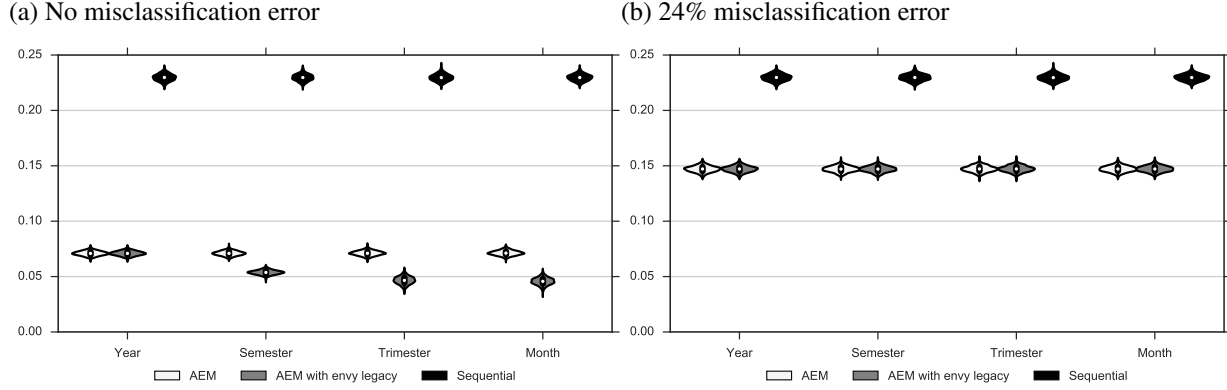 (a) No misclassification error
0.25
0.20
0.15
0.10
0.05
0.00
Year Semester Trimester Month
AEM AEM with envy legacy Sequential
(b) 24% misclassification error
0.25
0.20
0.15
0.10
0.05
0.00
Year Semester Trimester Month
AEM AEM with envy legacy Sequential